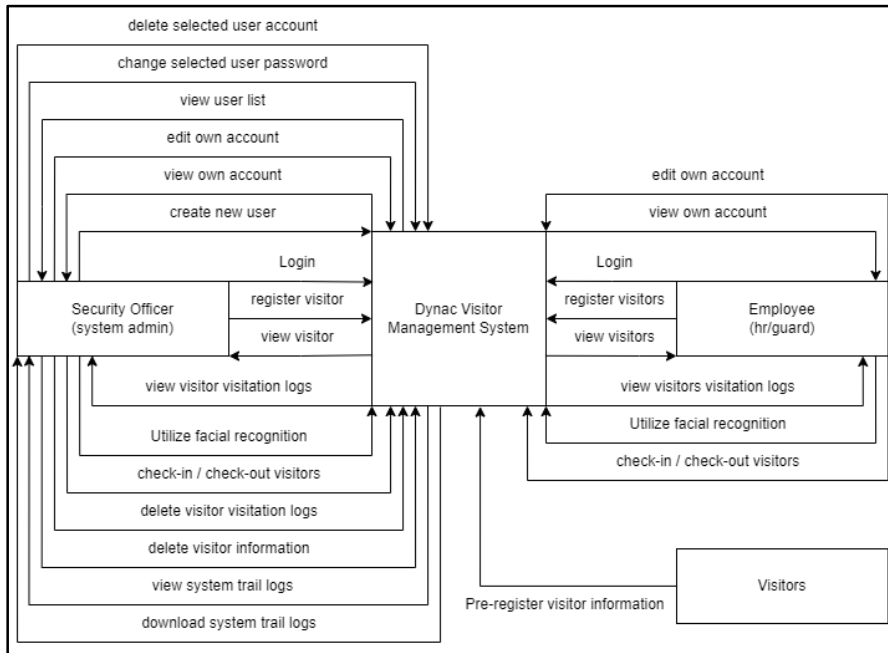 delete selected user account
change selected user password
view user list
edit own account
view own account
create new user
Login
Security Officer
(system admin)
register visitor
view visitor
Dynac Visitor
Management System
edit own account
view own account
Login
register visitors
view visitors
Employee
(hr/guard)
view visitor visitation logs
Utilize facial recognition
check-in / check-out visitors
delete visitor visitation logs
delete visitor information
view system trail logs
download system trail logs
view visitors visitation logs
Utilize facial recognition
check-in / check-out visitors
Visitors
Pre-register visitor information